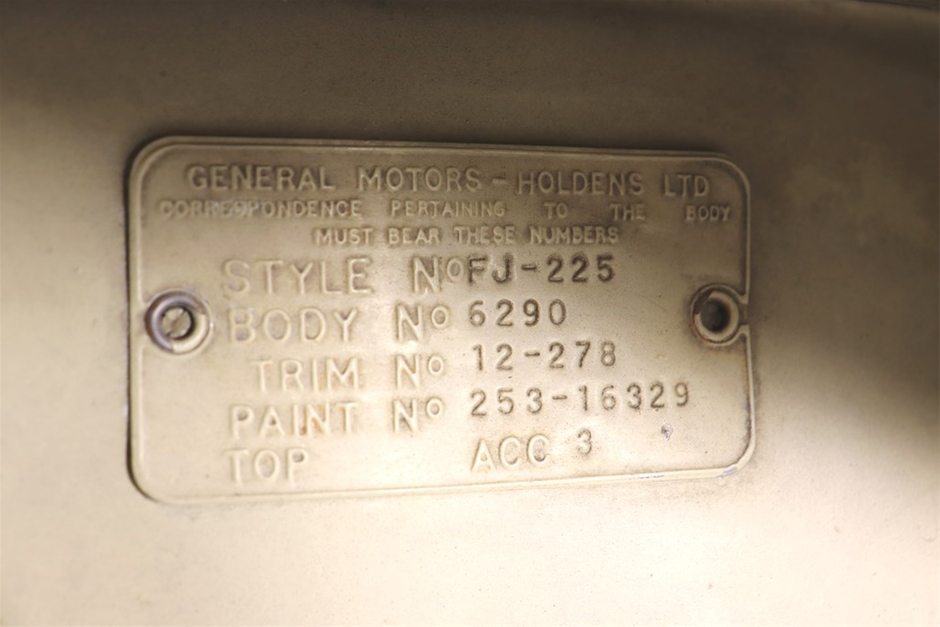 GENERAL MOTORS - HOLDENS LTD
CORRESPONDENCE PERTAINING TO THE BODY
MUST BEAR THESE NUMBERS
STYLE No FJ-225
BODY No 6290
TRIM No 12-278
PAINT No 253-16329
TOP ACC 3